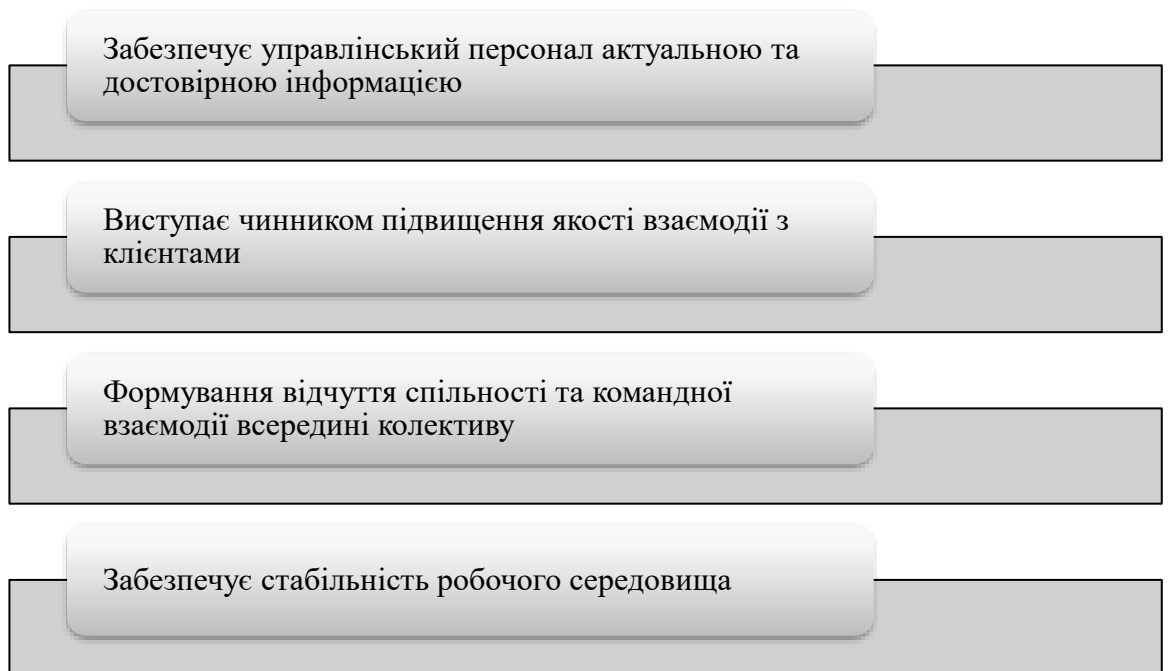 Забезпечує управлінський персонал актуальною та
достовірною інформацією
Виступає чинником підвищення якості взаємодії з
клієнтами
Формування відчуття спільності та командної
взаємодії всередині колективу
Забезпечує стабільність робочого середовища